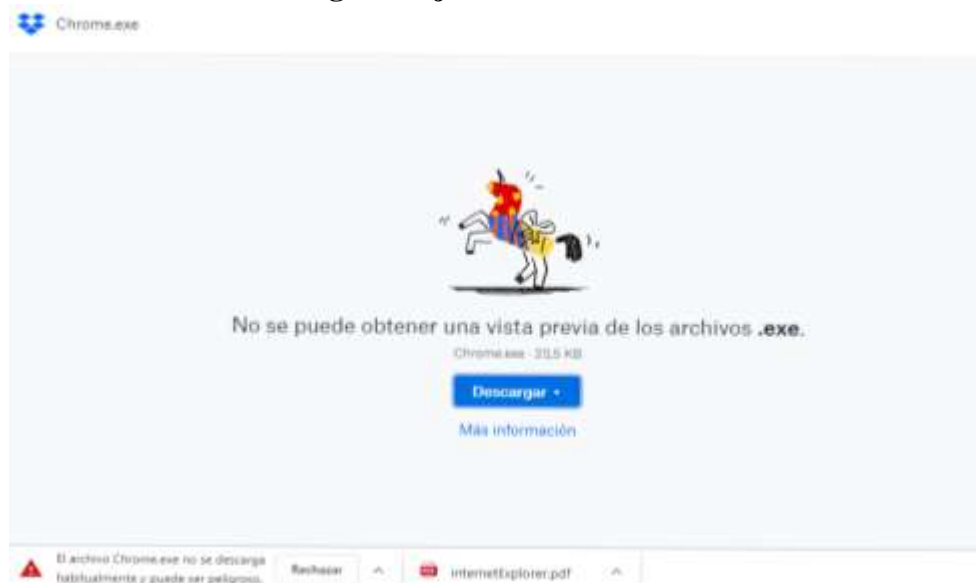 Chrome.exe
No se puede obtener una vista previa de los archivos .exe.
Chrome.exe
KB
Descargar
Más información
El archivo Chrome.exe no se descarga
habitualmente y puede ser peligroso.
Rechazar
internetExplorer.pdf